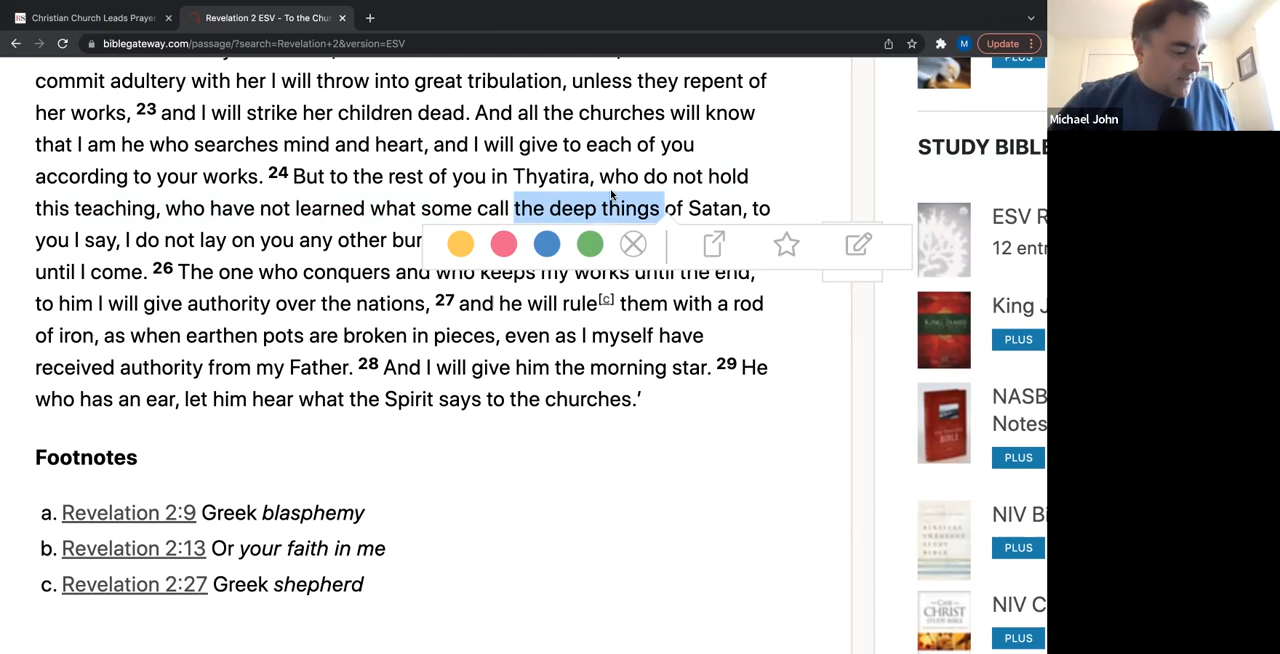 Christian Church Leads Prayer
Revelation 2 ESV - To the Chur
biblegateway.com/passage/?search=Revelation+2&version=ESV
M
Update
commit adultery with her I will throw into great tribulation, unless they repent of
her works, 23 and I will strike her children dead. And all the churches will know
that I am he who searches mind and heart, and I will give to each of you
according to your works. 24 But to the rest of you in Thyatira, who do not hold
this teaching, who have not learned what some call the deep things of Satan, to
you I say, I do not lay on you any other bur
until I come. 26 The one who conquers and who keeps my works until the end,
to him I will give authority over the nations, 27 and he will rule[c] them with a rod
of iron, as when earthen pots are broken in pieces, even as I myself have
received authority from my Father. 28 And I will give him the morning star. 29 He
who has an ear, let him hear what the Spirit says to the churches.’
Footnotes
a. Revelation 2:9 Greek blasphemy
b. Revelation 2:13 Or your faith in me
c. Revelation 2:27 Greek shepherd
PLUS
STUDY BIBLE
ESV R
12 entr
King J
PLUS
NASB
Notes
PLUS
NIV Bi
PLUS
NIV C
PLUS
Michael John